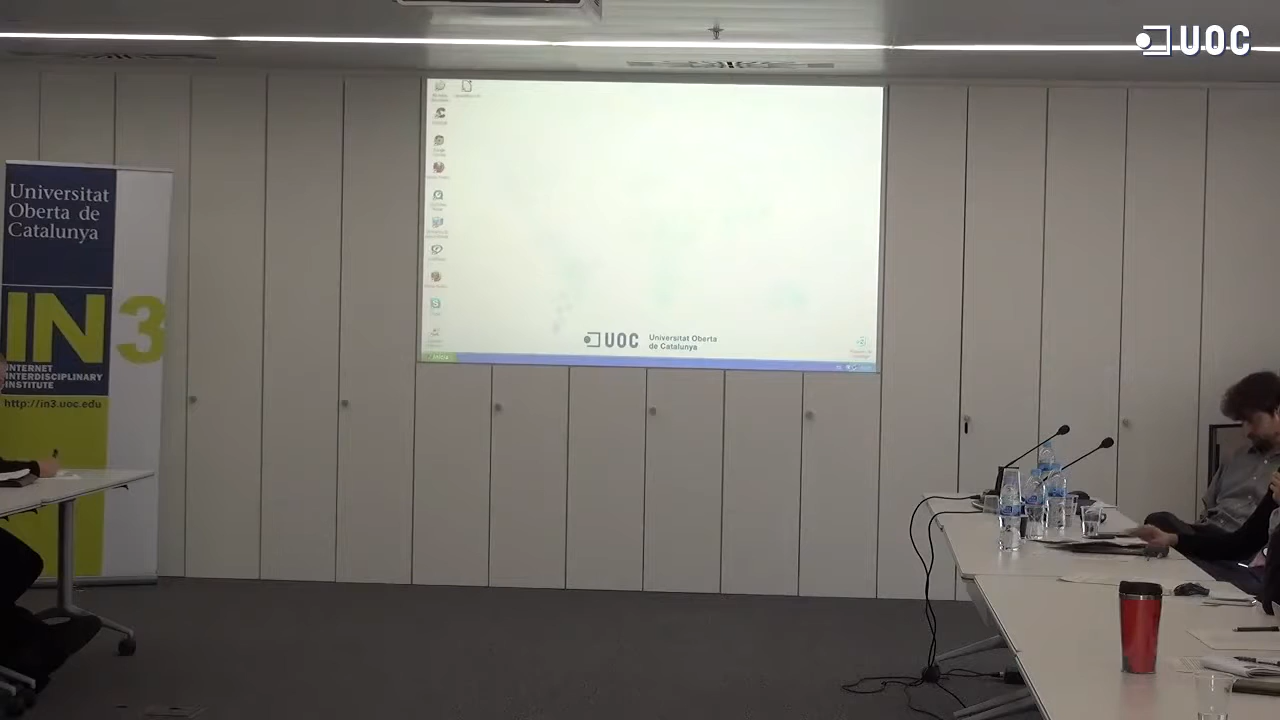 UOC
Universitat
Oberta de
Catalunya
IN3
INTERNET
INTERDISCIPLINARY
INSTITUTE
http://in3.uoc.edu
UOC
Universitat Oberta
de Catalunya